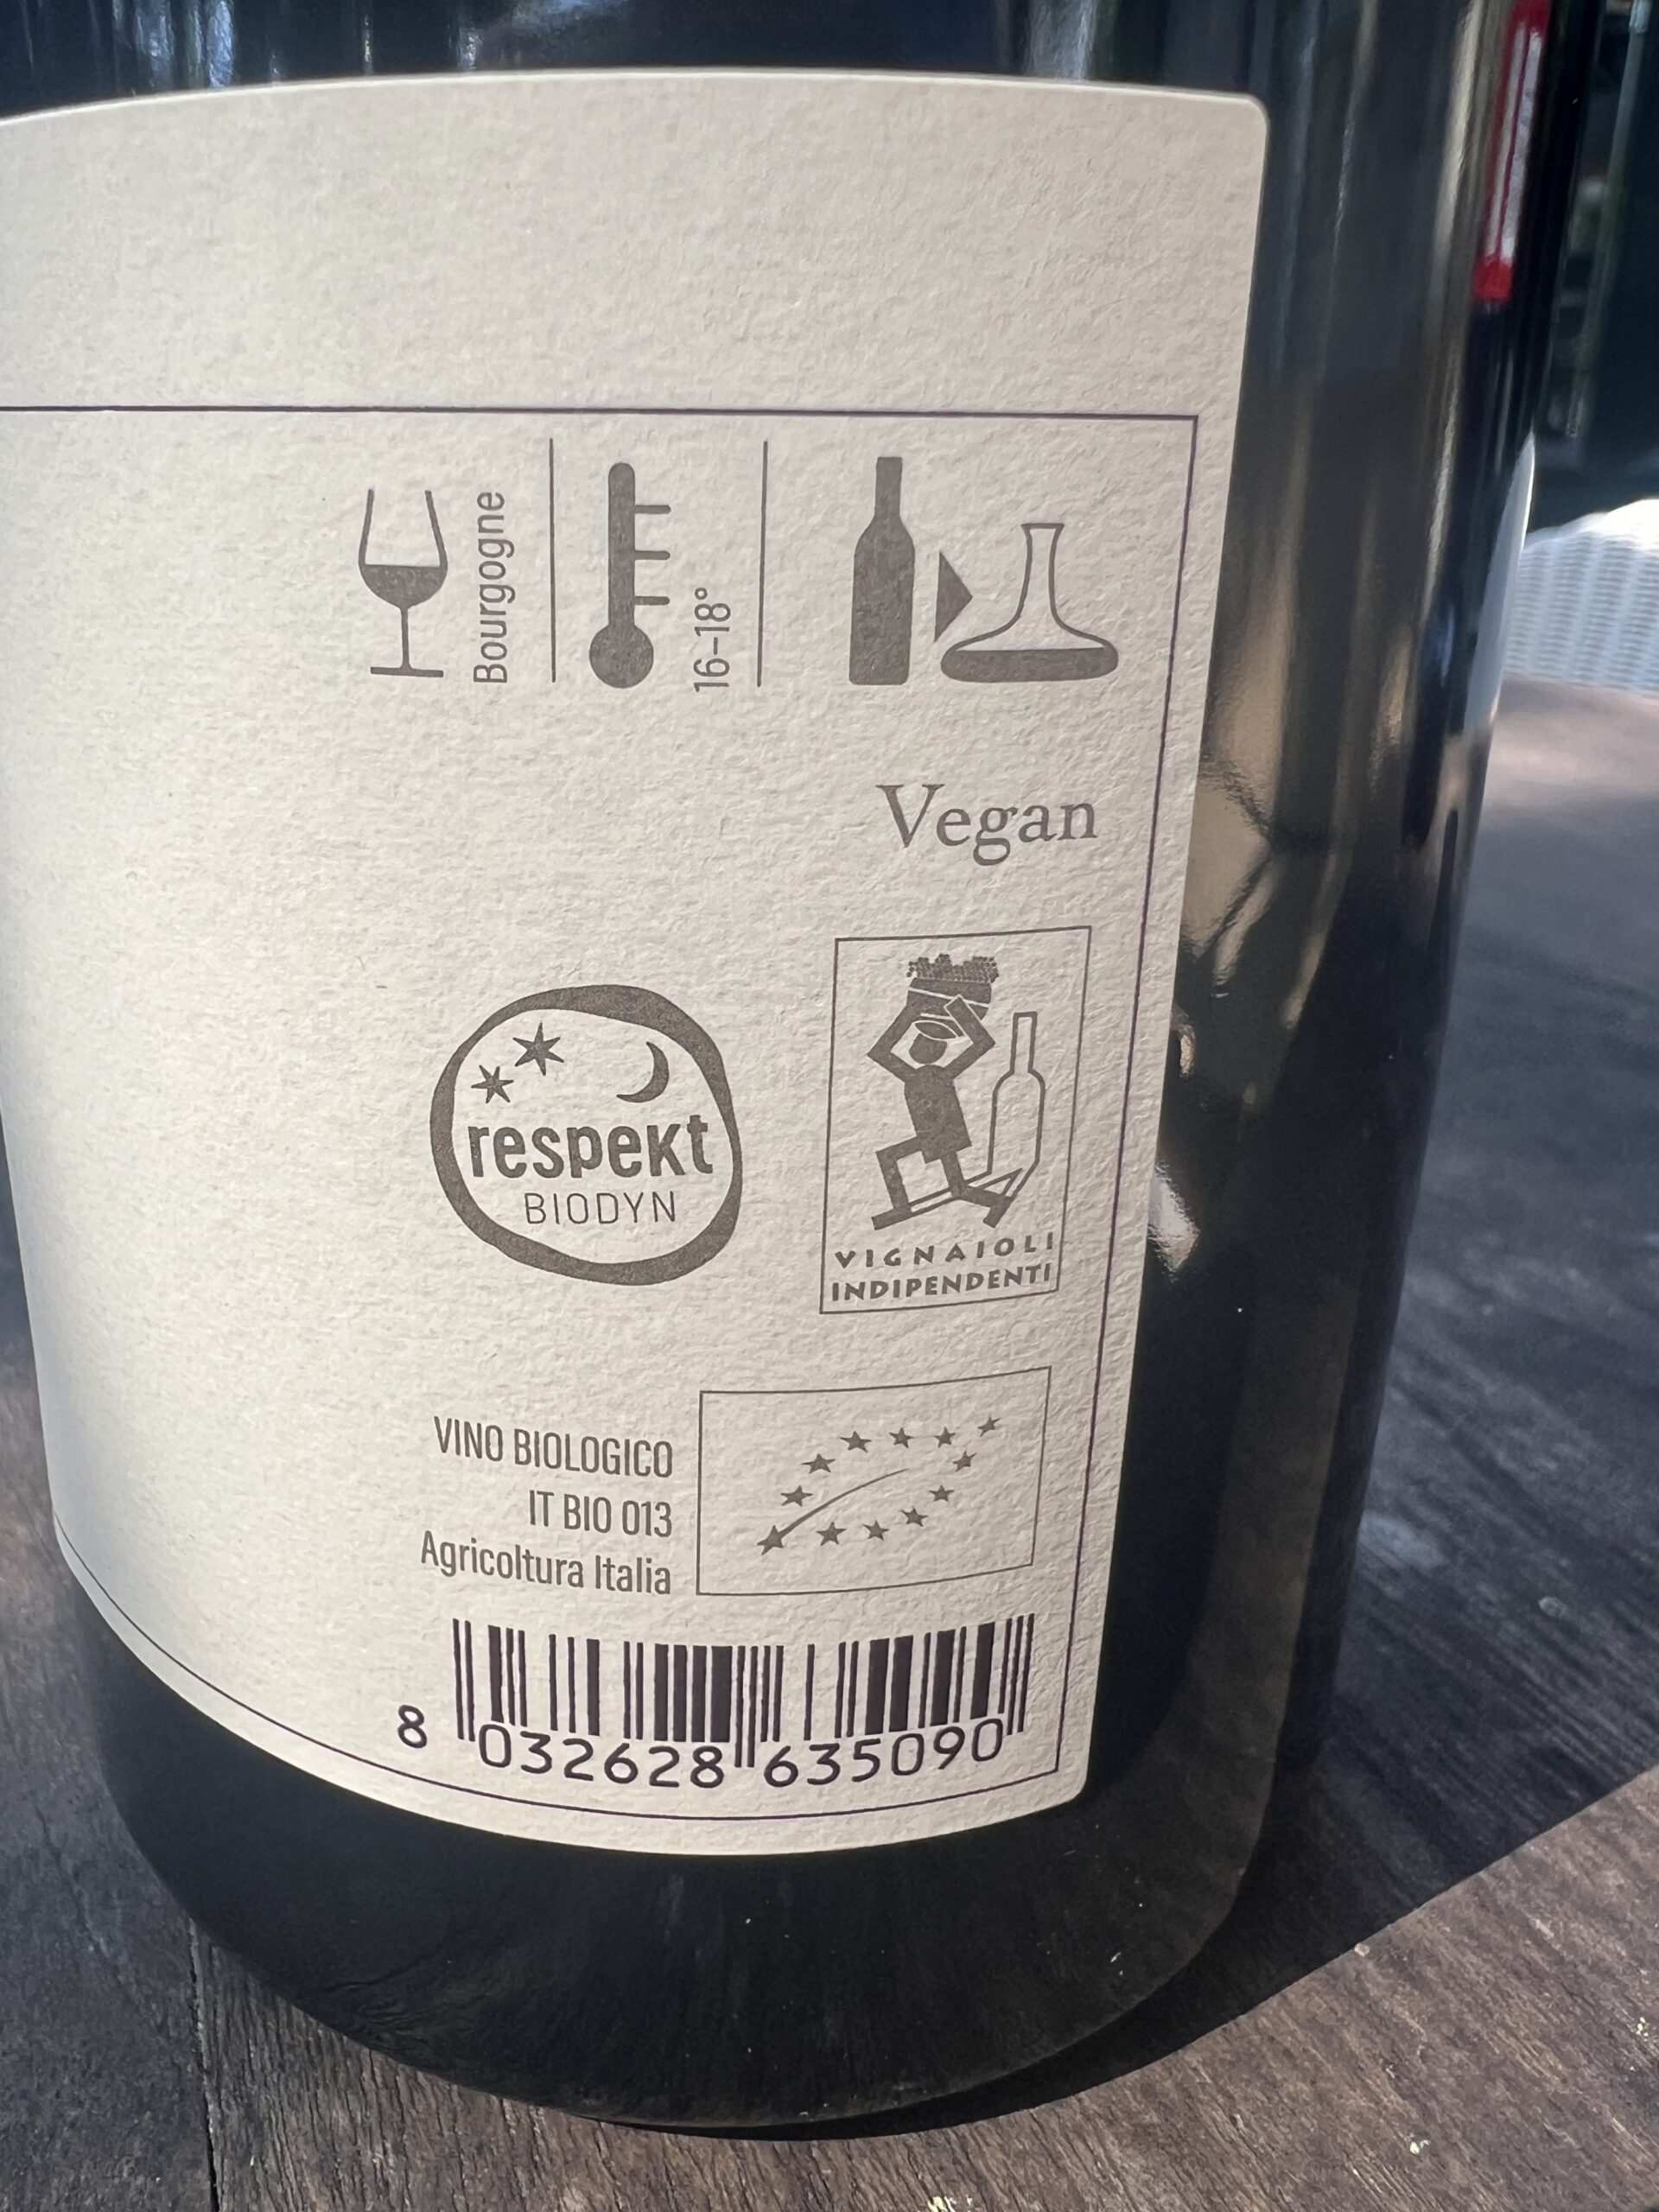 Bourgogne
16–18°
Vegan
respekt
BIODYN
VIGNAIOLI
INDIPENDENTI
VINO BIOLOGICO
IT BIO 013
Agricoltura Italia
8 032628 635090